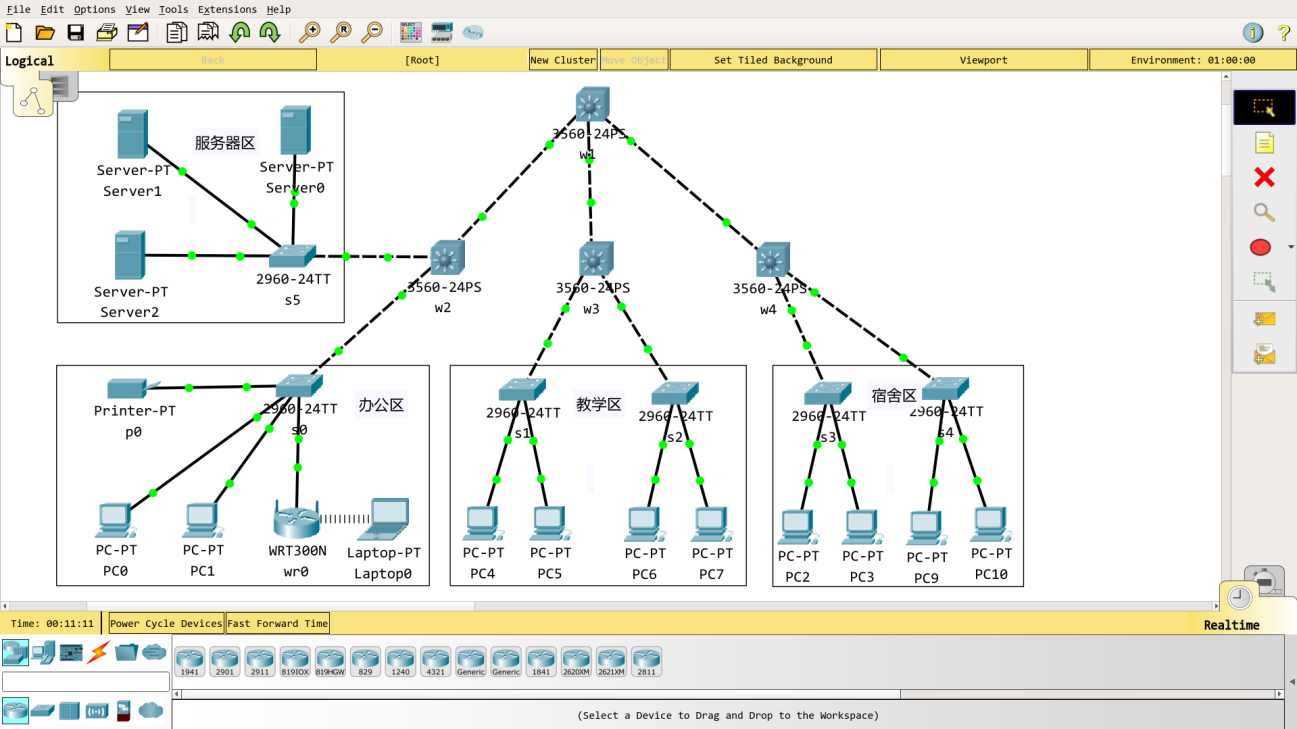 File Edit Options View Tools Extensions Help
Logical Back [Root] New Cluster Move Object Set Tiled Background Viewport Environment: 01:00:00
3560-24PS
w1
服务器区
Server-PT
Server1
Server-PT
Server0
Server-PT
Server2
2960-24TT
s5
3560-24PS
w2
3560-24PS
w3
3560-24PS
w4
办公区
Printer-PT
p0
2960-24TT
s0
PC-PT
PC0
PC-PT
PC1
WRT300N
wr0
Laptop-PT
Laptop0
教学区
2960-24TT
s1
2960-24TT
s2
PC-PT
PC4
PC-PT
PC5
PC-PT
PC6
PC-PT
PC7
宿舍区
2960-24TT
s3
2960-24TT
s4
PC-PT
PC2
PC-PT
PC3
PC-PT
PC9
PC-PT
PC10
Time: 00:11:11 Power Cycle Devices Fast Forward Time
Realtime
1941 2901 2911 819IOX 819HGW 829 1240 4321 Generic Generic 1841 2620XM 2621XM 2811
(Select a Device to Drag and Drop to the Workspace)